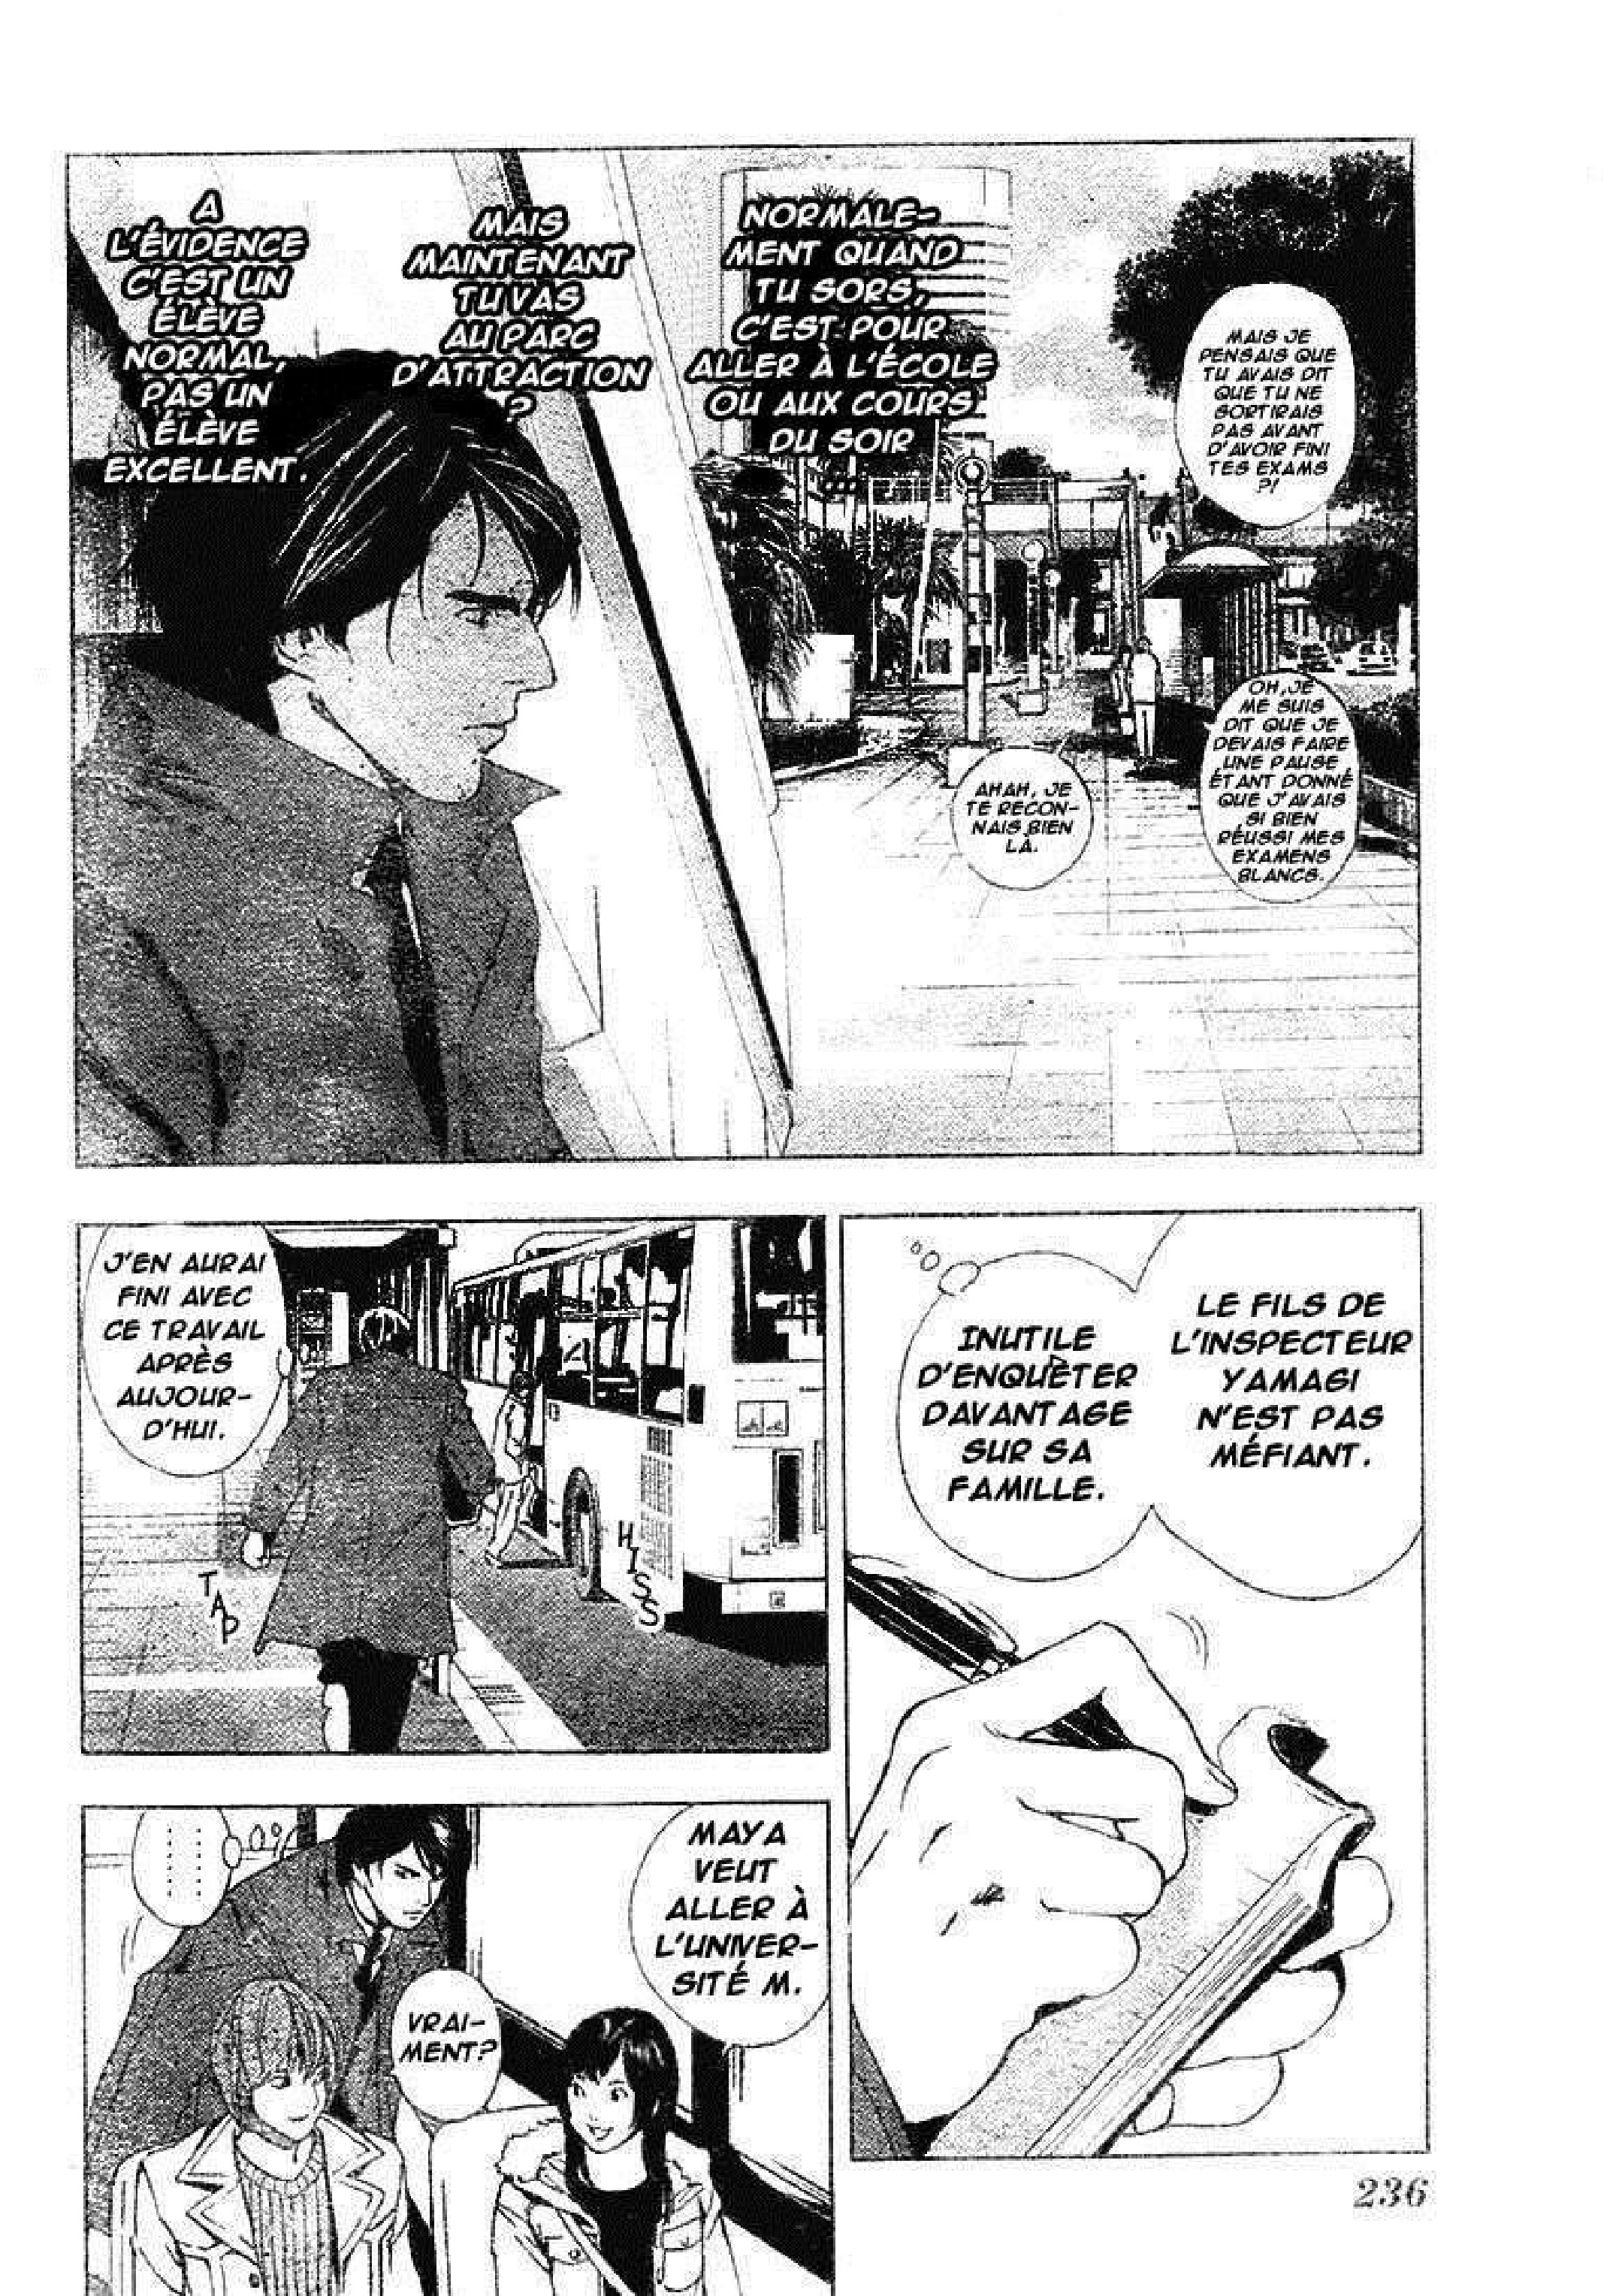 MAIS JE
PENSAIS QUE
TU AVAIS DIT
QUE TU NE
SORTIRAIS
PAS AVANT
D'AVOIR FINI
TES EXAMS
?!
OH, JE
ME SUIS
DIT QUE JE
DEVAIS FAIRE
UNE PAUSE,
ÉTANT DONNÉ
QUE J'AVAIS
SI BIEN
RÉUSSI MES
EXAMENS
BLANCS.
AHAH, JE
TE RECON-
NAIS BIEN
LÀ.
NORMALE-
MENT QUAND
TU SORS,
C'EST POUR
ALLER À L'ÉCOLE
OU AUX COURS
DU SOIR
...
MAIS
MAINTENANT
TU VAS
AU PARC
D'ATTRACTION
?
A
L'ÉVIDENCE
C'EST UN
ÉLÈVE
NORMAL,
PAS UN
ÉLÈVE
EXCELLENT.
LE FILS DE
L'INSPECTEUR
YAMAGI
N'EST PAS
MÉFIANT.
INUTILE
D'ENQUÊTER
DAVANTAGE
SUR SA
FAMILLE.
J'EN AURAI
FINI AVEC
CE TRAVAIL
APRÈS
AUJOUR-
D'HUI.
HISS
TAP
MAYA
VEUT
ALLER À
L'UNIVER-
SITÉ M.
VRAI-
MENT?
............
236